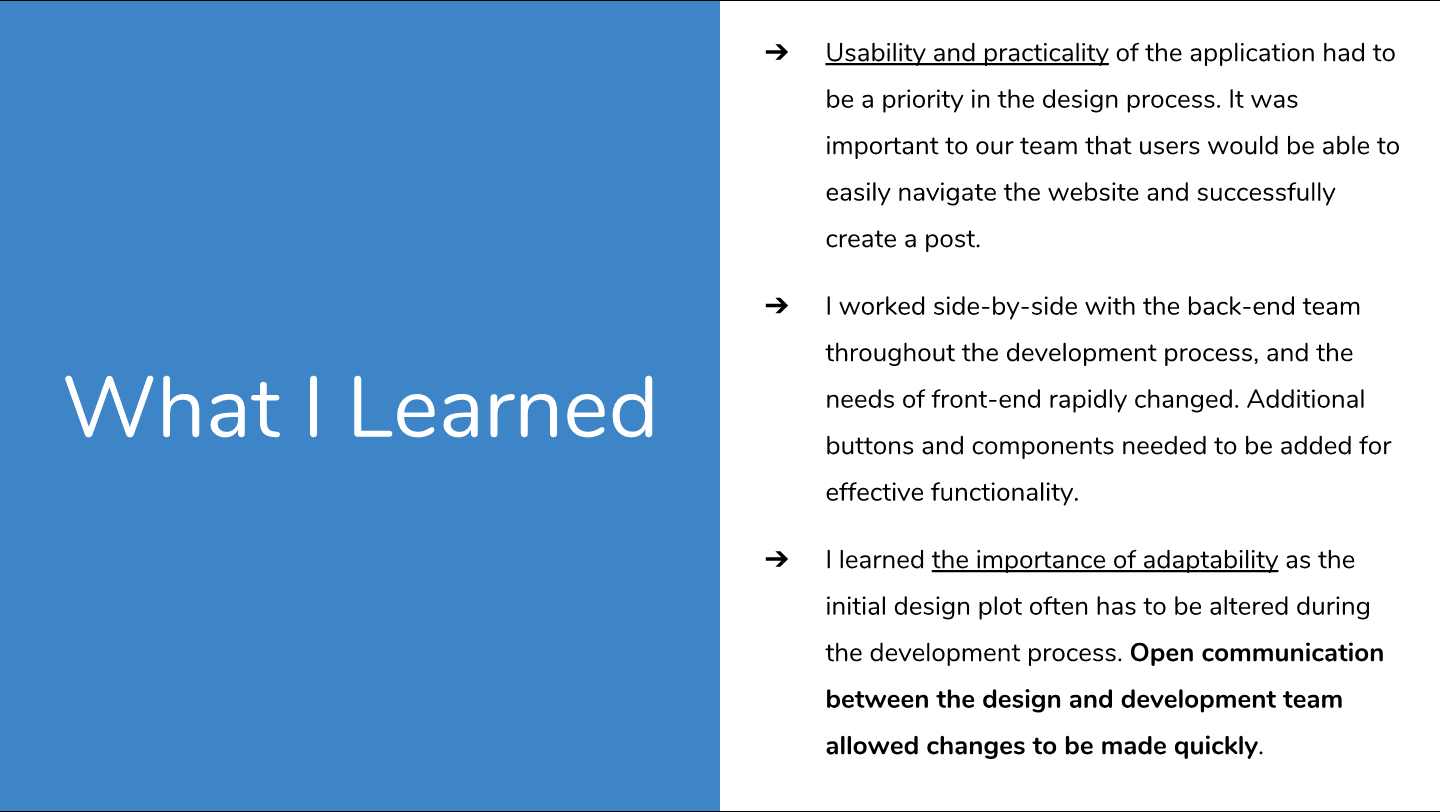 What I Learned
➔ Usability and practicality of the application had to
be a priority in the design process. It was
important to our team that users would be able to
easily navigate the website and successfully
create a post.
➔ I worked side-by-side with the back-end team
throughout the development process, and the
needs of front-end rapidly changed. Additional
buttons and components needed to be added for
effective functionality.
➔ I learned the importance of adaptability as the
initial design plot often has to be altered during
the development process. Open communication
between the design and development team
allowed changes to be made quickly.